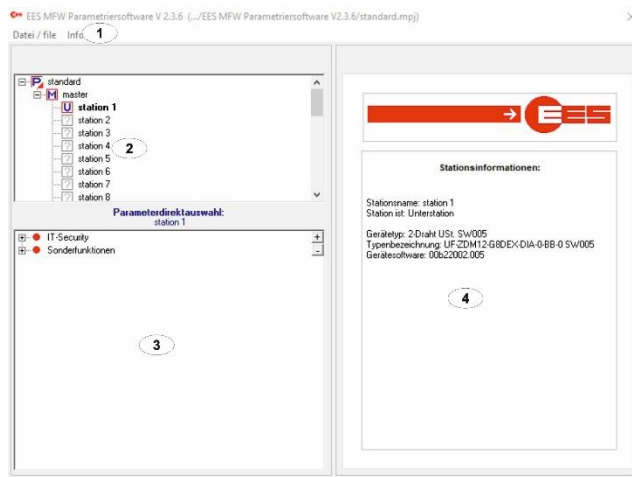 EES MFW Parametriersoftware V 2.3.6 (.../EES MFW Parametriersoftware V2.3.6/standard.mpj)
Datei / file Info
1
standard
master
station 1
station 2
station 3
station 4
station 5
station 6
station 7
station 8
2
Parameterdirektauswahl:
station 1
IT-Security
Sonderfunktionen
3
EES
Stationsinformationen:
Stationsname: station 1
Station ist: Unterstation
Gerätetyp: 2-Draht USt. SW005
Typenbezeichnung: UF-ZDM12-G8DEX-DIA-0-BB-0 SW005
Gerätesoftware: 00b22002.005
4